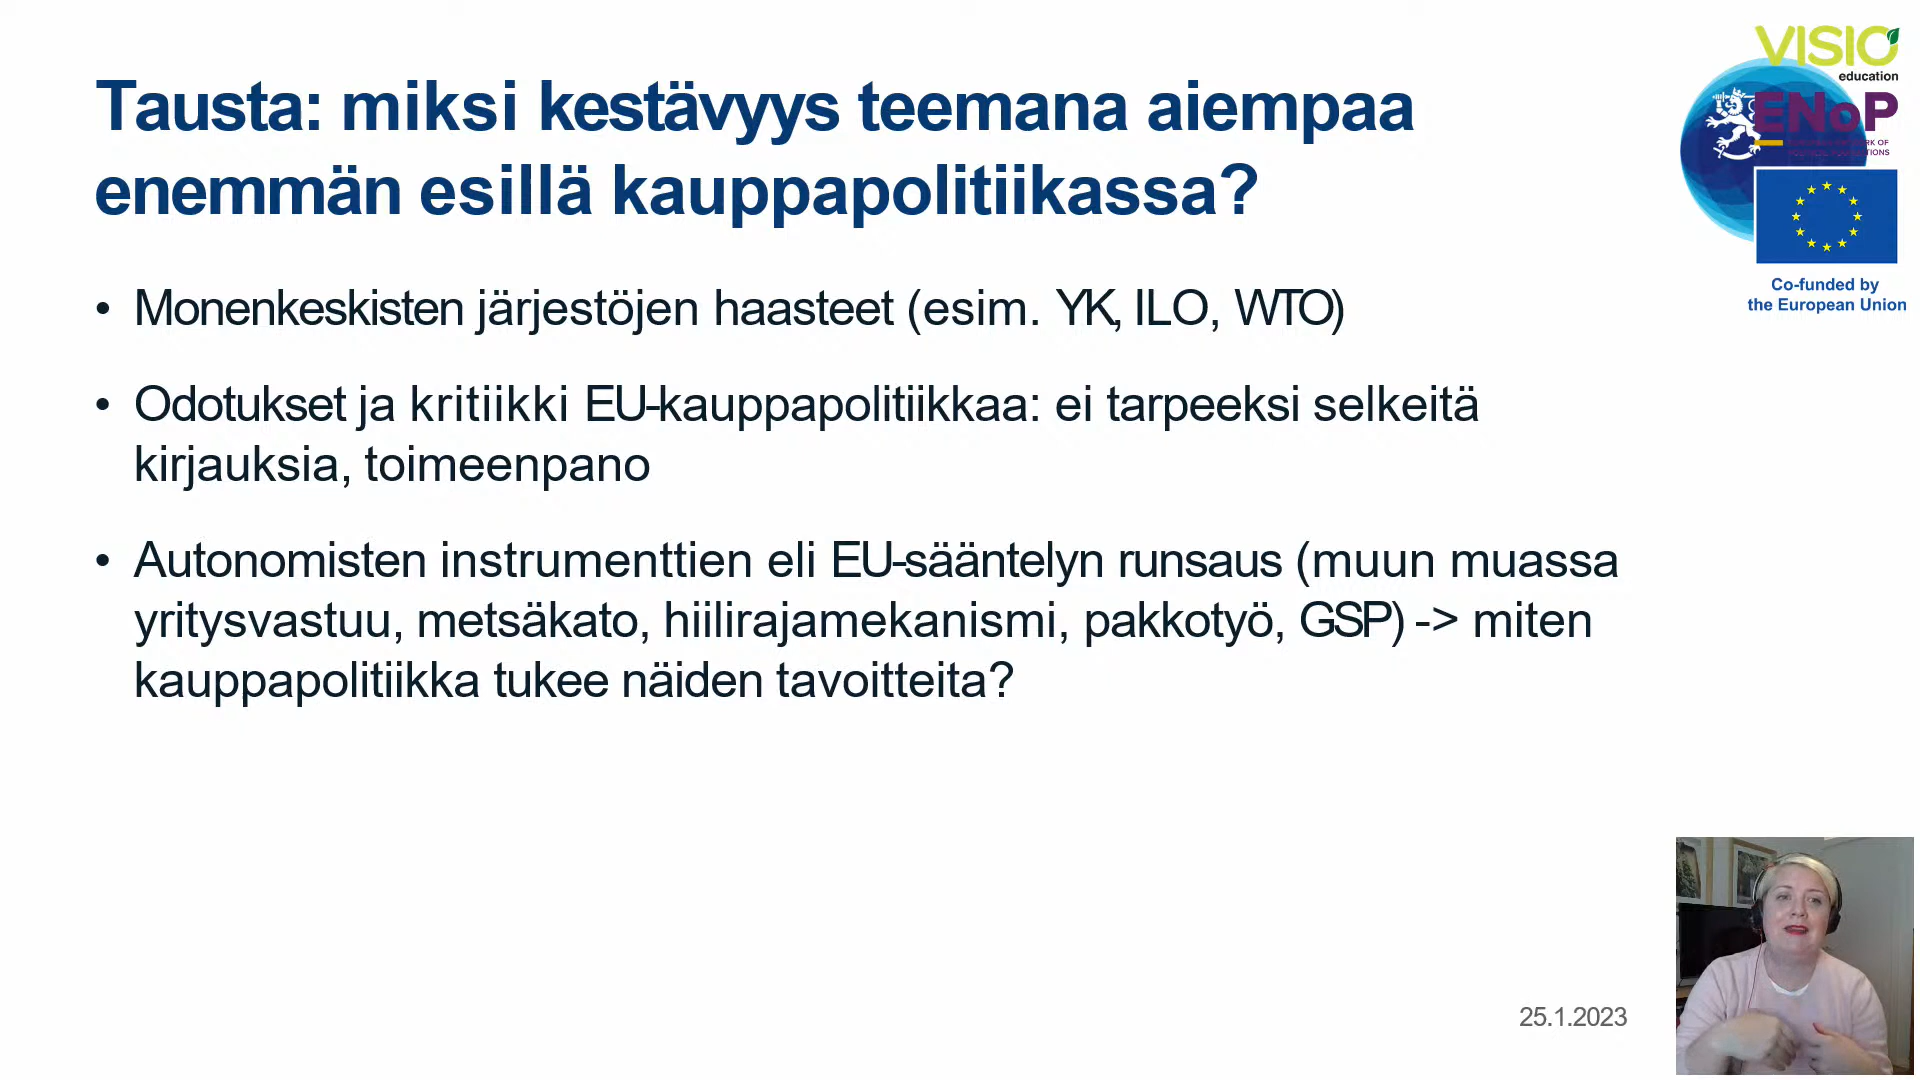 Tausta: miksi kestävyys teemana aiempaa
enemmän esillä kauppapolitiikassa?
• Monenkeskisten järjestöjen haasteet (esim. YK, ILO, WTO)
• Odotukset ja kritiikki EU-kauppapolitiikkaa: ei tarpeeksi selkeitä
kirjauksia, toimeenpano
• Autonomisten instrumenttien eli EU-sääntelyn runsaus (muun muassa
yritysvastuu, metsäkato, hiilirajamekanismi, pakkotyö, GSP) -> miten
kauppapolitiikka tukee näiden tavoitteita?
25.1.2023
VISIO
education
ENoP
Co-funded by
the European Union